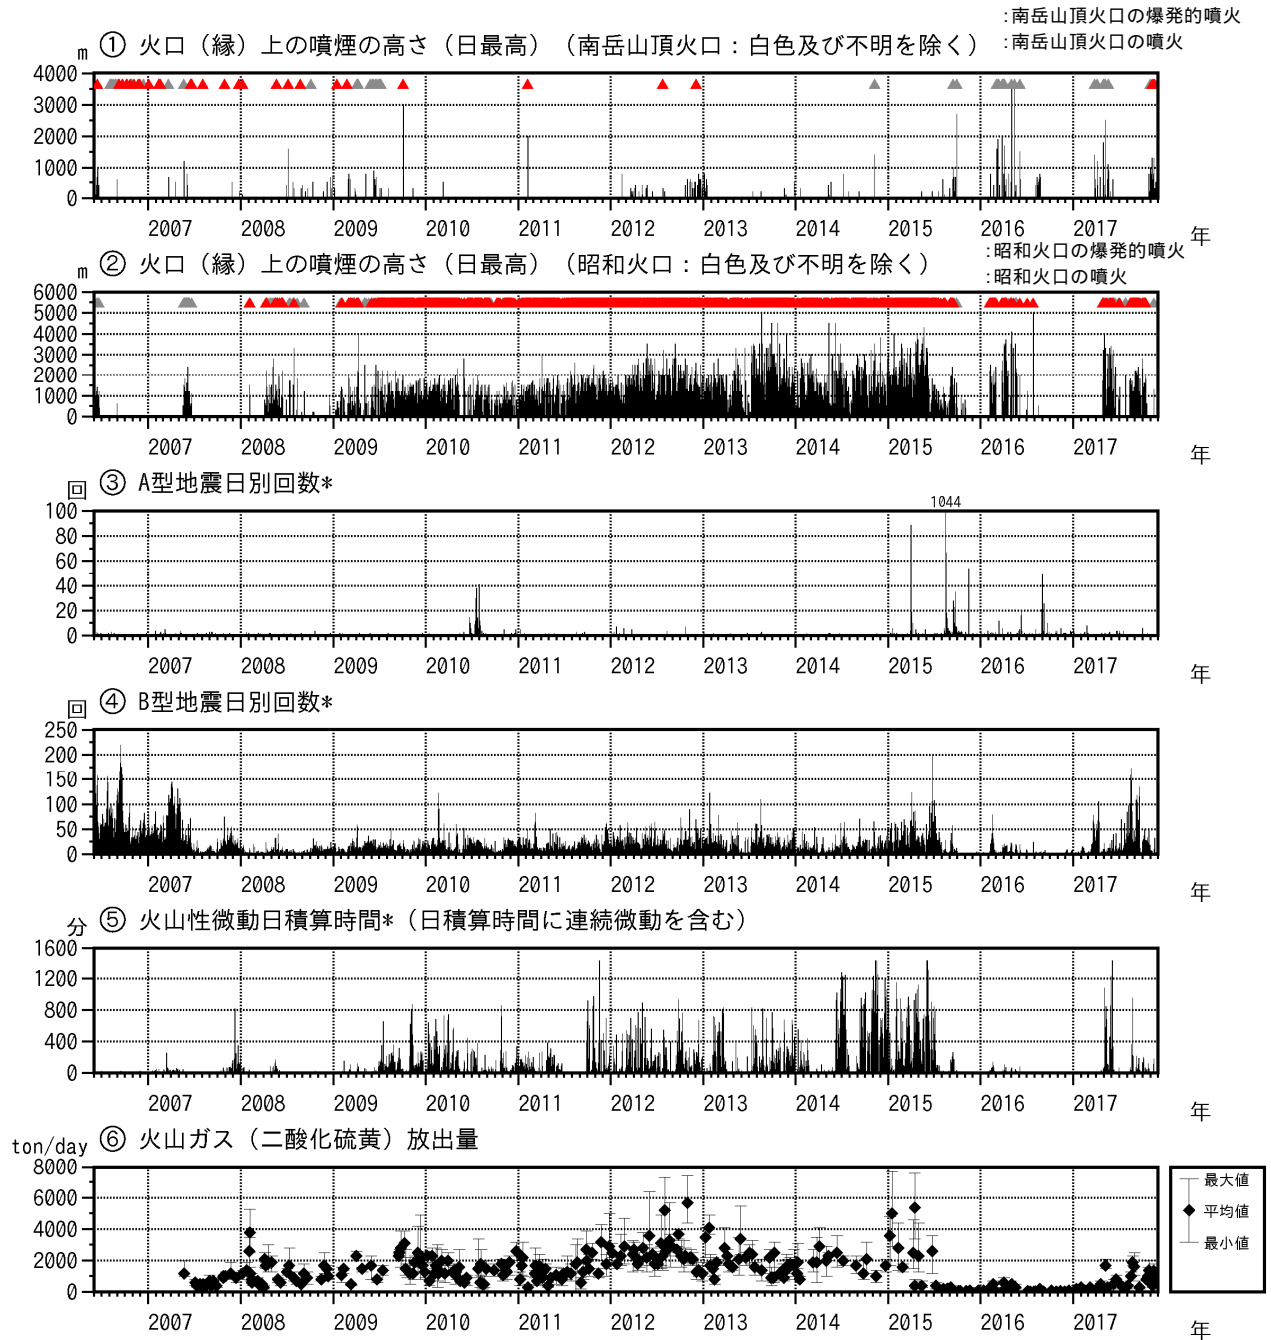 :南岳山頂火口の爆発的噴火
① 火口（縁）上の噴煙の高さ（日最高）（南岳山頂火口：白色及び不明を除く） :南岳山頂火口の噴火
m
4000
3000
2000
1000
0
2007 2008 2009 2010 2011 2012 2013 2014 2015 2016 2017 年
:昭和火口の爆発的噴火
② 火口（縁）上の噴煙の高さ（日最高）（昭和火口：白色及び不明を除く）
:昭和火口の噴火
m
6000
5000
4000
3000
2000
1000
0
2007 2008 2009 2010 2011 2012 2013 2014 2015 2016 2017 年
回 ③ A型地震日別回数*
1044
100
80
60
40
20
0
2007 2008 2009 2010 2011 2012 2013 2014 2015 2016 2017 年
回 ④ B型地震日別回数*
250
200
150
100
50
0
2007 2008 2009 2010 2011 2012 2013 2014 2015 2016 2017 年
分 ⑤ 火山性微動日積算時間*（日積算時間に連続微動を含む）
1600
1200
800
400
0
2007 2008 2009 2010 2011 2012 2013 2014 2015 2016 2017 年
ton/day ⑥ 火山ガス（二酸化硫黄）放出量
8000
6000
4000
2000
0
最大値
平均値
最小値
2007 2008 2009 2010 2011 2012 2013 2014 2015 2016 2017 年